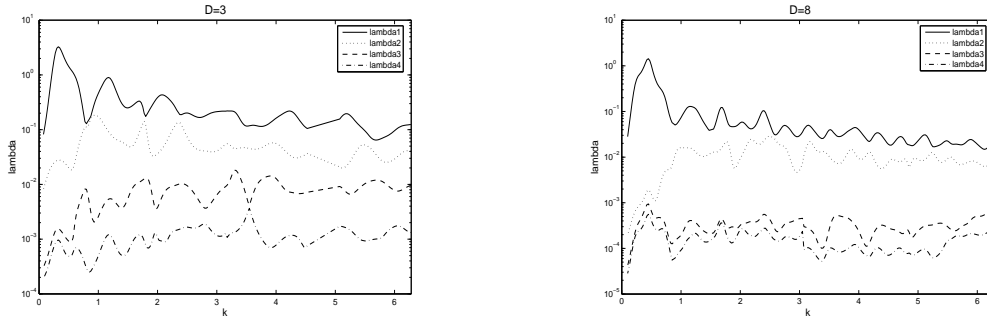 D=3
10^1
10^0
10^-1
10^-2
10^-3
10^-4
lambda
0 1 2 3 4 5 6
k
lambda1
lambda2
lambda3
lambda4
D=8
10^1
10^0
10^-1
10^-2
10^-3
10^-4
10^-5
lambda
0 1 2 3 4 5 6
k
lambda1
lambda2
lambda3
lambda4